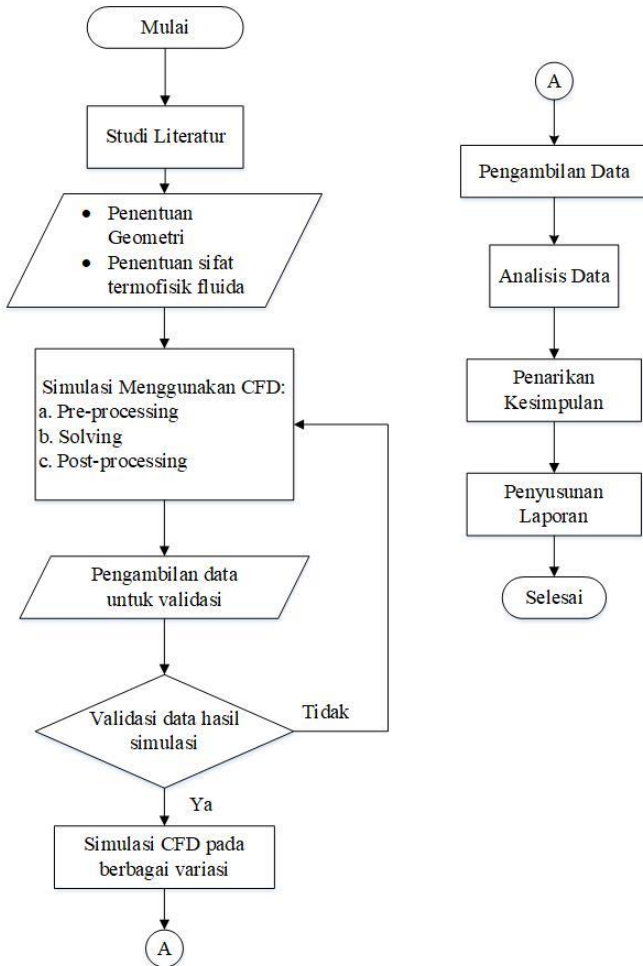 Mulai
Studi Literatur
• Penentuan
Geometri
• Penentuan sifat
termofisik fluida
Simulasi Menggunakan CFD:
a. Pre-processing
b. Solving
c. Post-processing
Pengambilan data
untuk validasi
Validasi data hasil
simulasi
Tidak
Ya
Simulasi CFD pada
berbagai variasi
A
A
Pengambilan Data
Analisis Data
Penarikan
Kesimpulan
Penyusunan
Laporan
Selesai